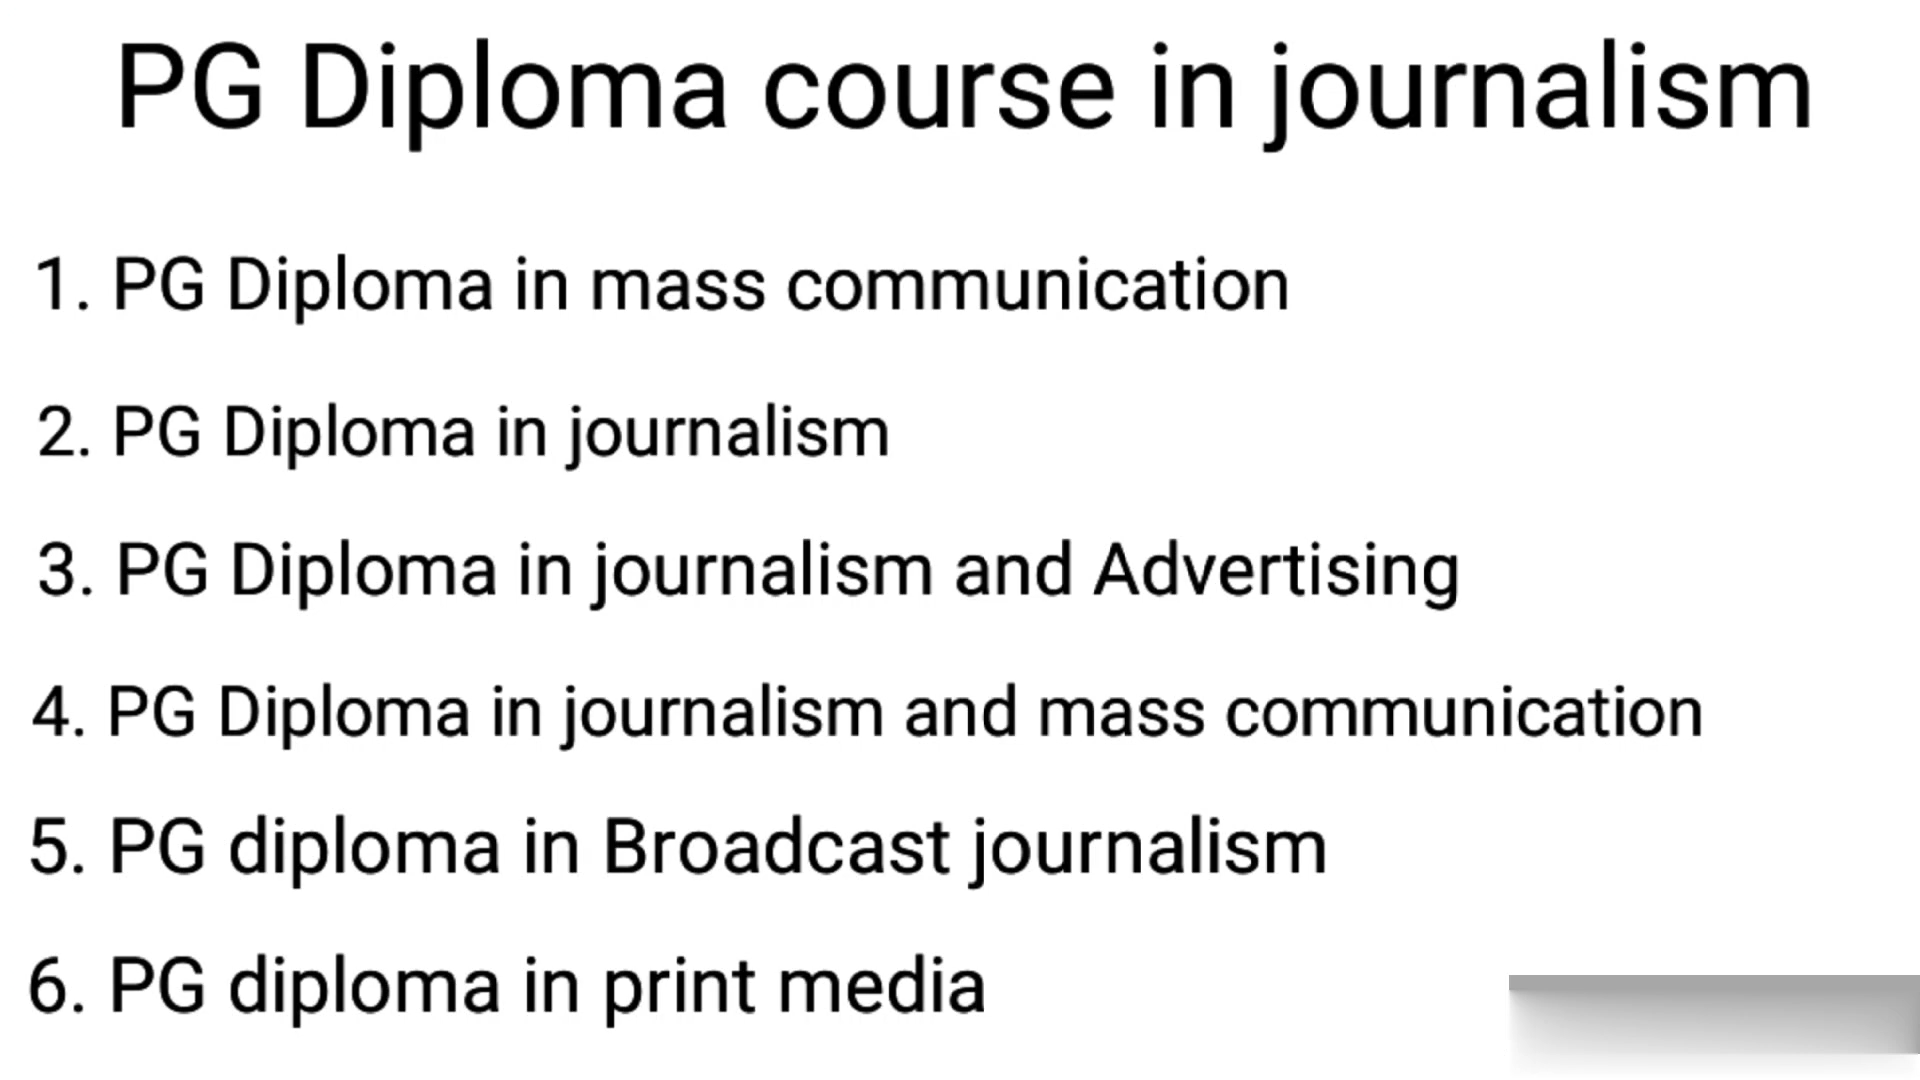 PG Diploma course in journalism
1. PG Diploma in mass communication
2. PG Diploma in journalism
3. PG Diploma in journalism and Advertising
4. PG Diploma in journalism and mass communication
5. PG diploma in Broadcast journalism
6. PG diploma in print media